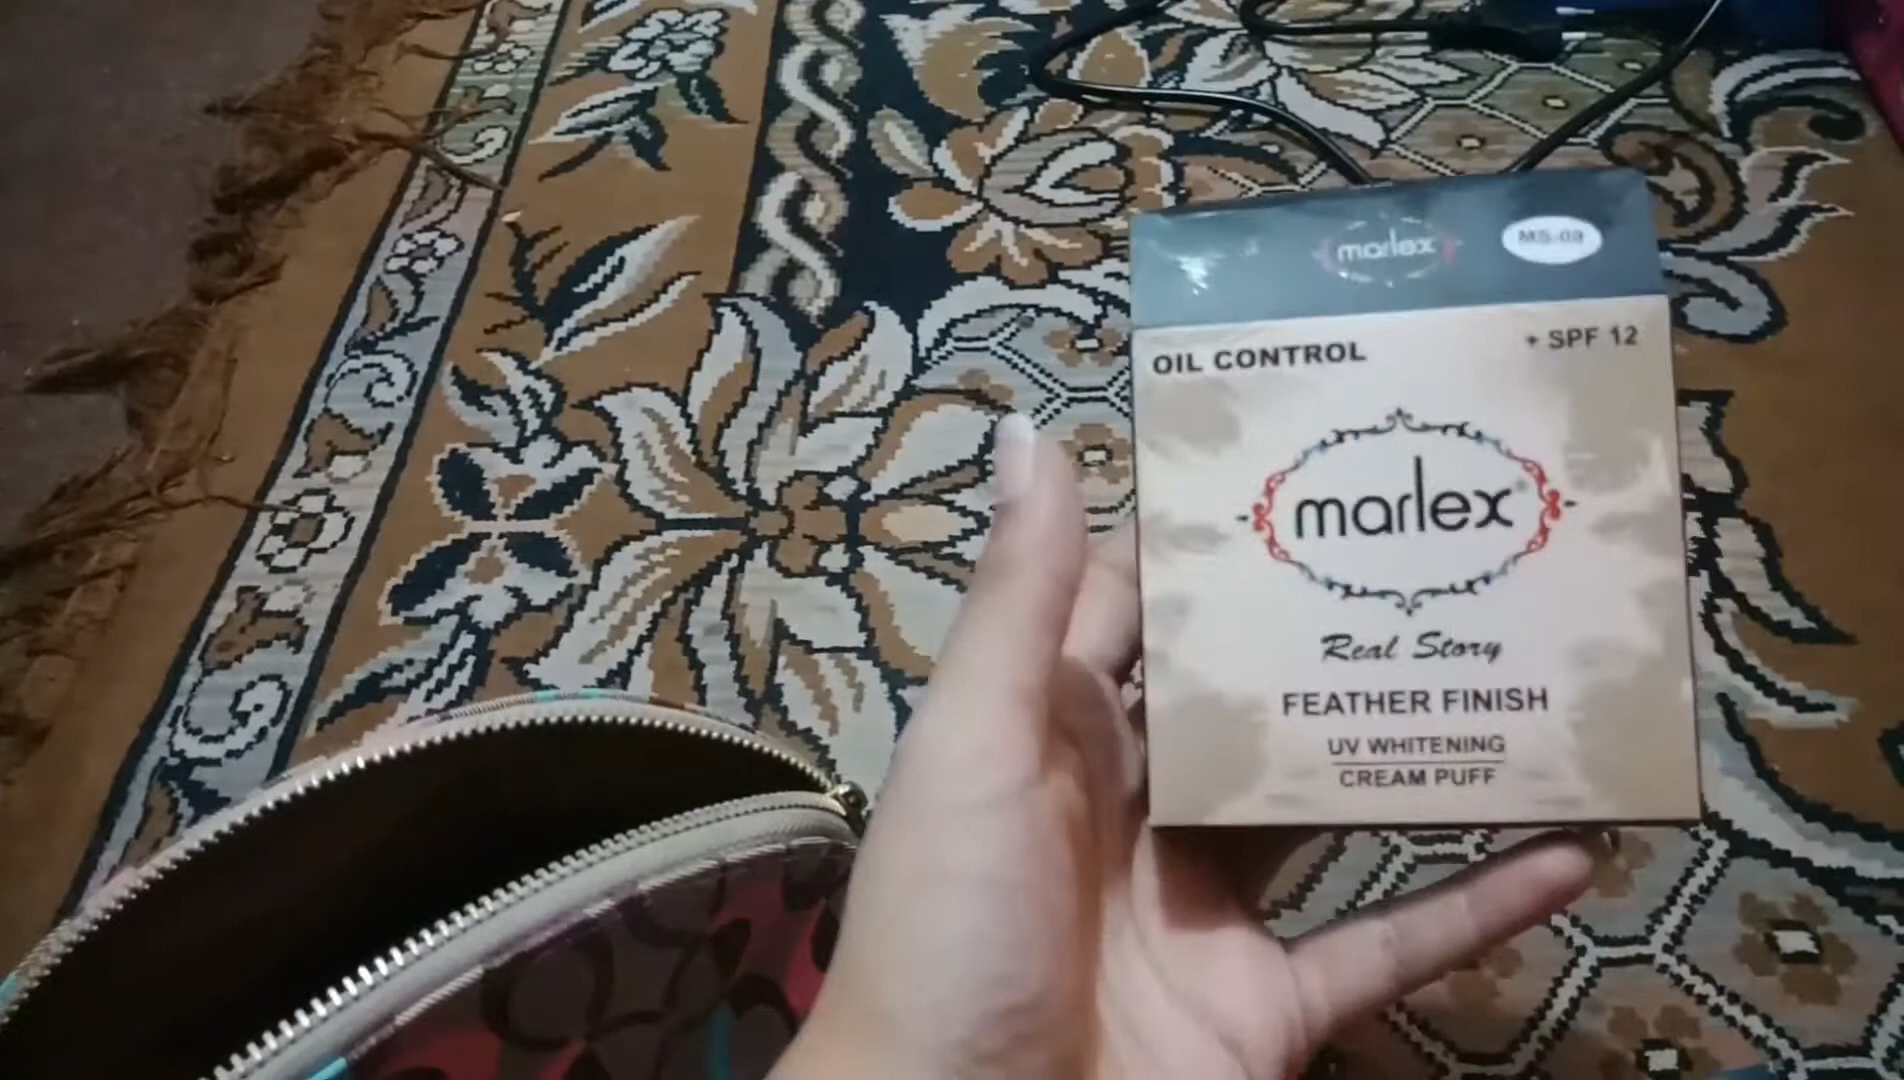 marlex
MS-09
OIL CONTROL
+ SPF 12
marlex®
Real Story
FEATHER FINISH
UV WHITENING
CREAM PUFF